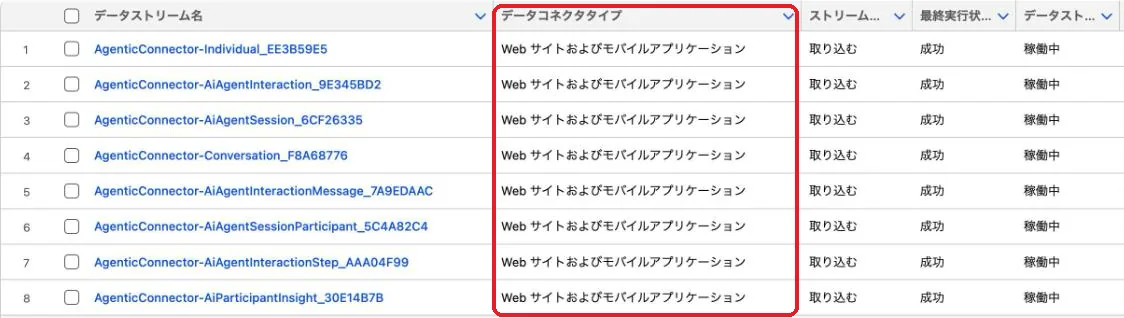 データストリーム名 データコネクタタイプ ストリーム... 最終実行状... データスト...
1 AgenticConnector-Individual_EE3B59E5 Web サイトおよびモバイルアプリケーション 取り込む 成功 稼働中
2 AgenticConnector-AiAgentInteraction_9E345BD2 Web サイトおよびモバイルアプリケーション 取り込む 成功 稼働中
3 AgenticConnector-AiAgentSession_6CF26335 Web サイトおよびモバイルアプリケーション 取り込む 成功 稼働中
4 AgenticConnector-Conversation_F8A68776 Web サイトおよびモバイルアプリケーション 取り込む 成功 稼働中
5 AgenticConnector-AiAgentInteractionMessage_7A9EDAAC Web サイトおよびモバイルアプリケーション 取り込む 成功 稼働中
6 AgenticConnector-AiAgentSessionParticipant_5C4A82C4 Web サイトおよびモバイルアプリケーション 取り込む 成功 稼働中
7 AgenticConnector-AiAgentInteractionStep_AAA04F99 Web サイトおよびモバイルアプリケーション 取り込む 成功 稼働中
8 AgenticConnector-AiParticipantInsight_30E14B7B Web サイトおよびモバイルアプリケーション 取り込む 成功 稼働中